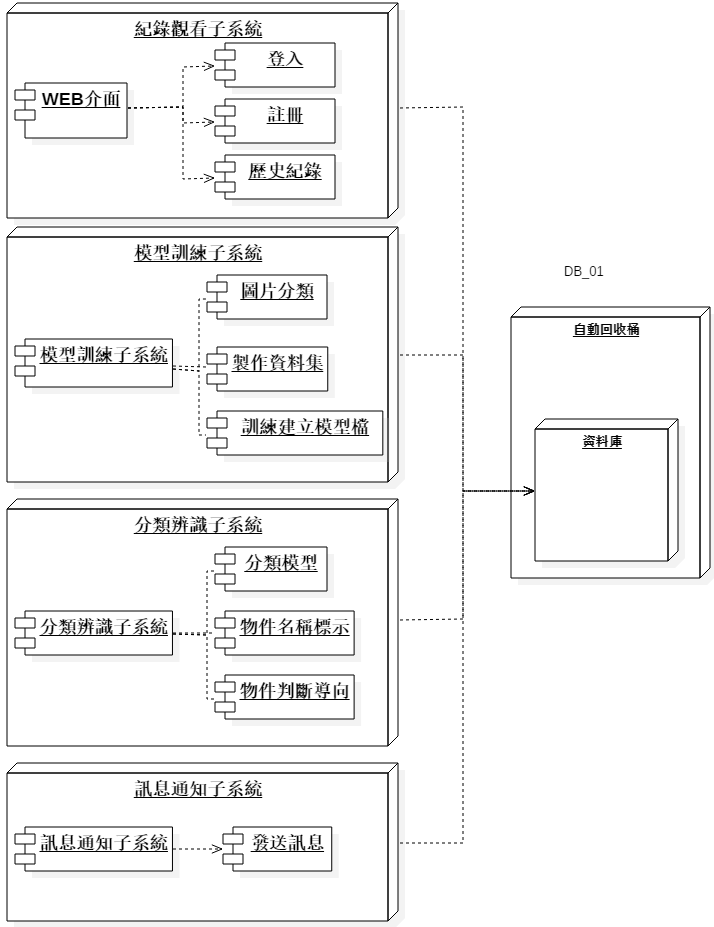 紀錄觀看子系統
登入
WEB介面
註冊
歷史紀錄
模型訓練子系統
圖片分類
模型訓練子系統
製作資料集
訓練建立模型檔
DB_01
自動回收桶
資料庫
分類辨識子系統
分類模型
分類辨識子系統
物件名稱標示
物件判斷導向
訊息通知子系統
訊息通知子系統
發送訊息